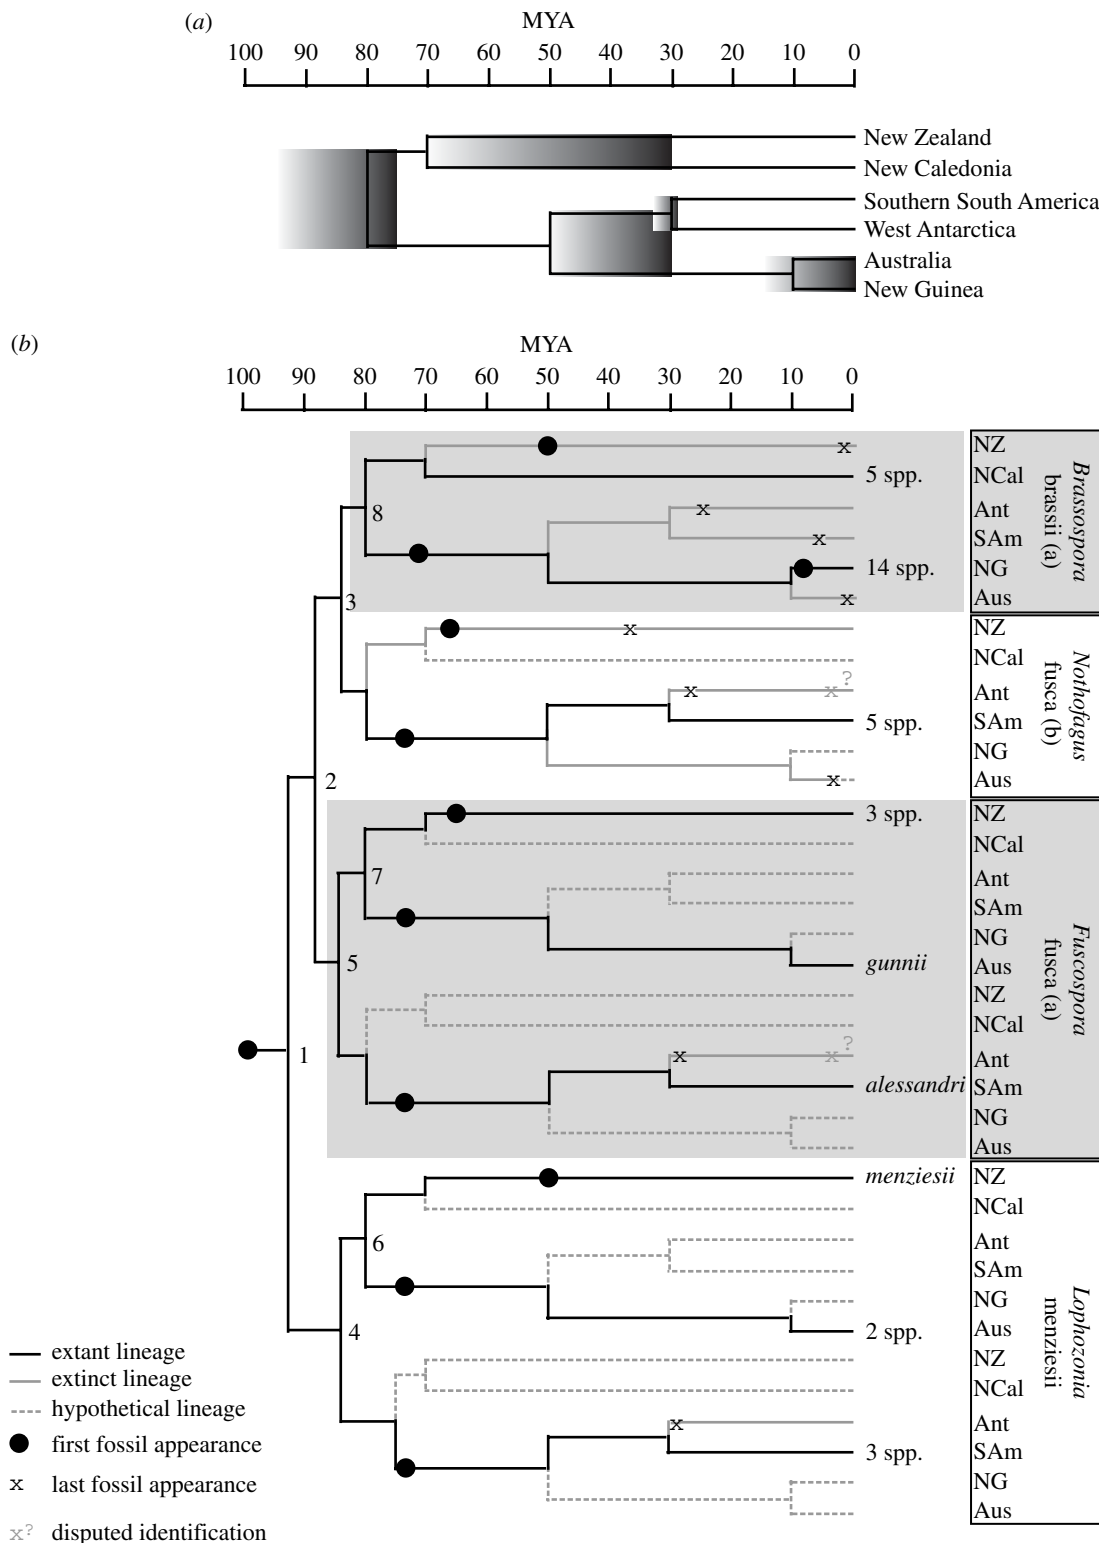 (a)
MYA
100 90 80 70 60 50 40 30 20 10 0
New Zealand
New Caledonia
Southern South America
West Antarctica
Australia
New Guinea
(b)
MYA
100 90 80 70 60 50 40 30 20 10 0
NZ
x
5 spp.
NCal
8
Ant
x
SAm
x
14 spp.
NG
Aus
x
Brassospora
brassii (a)
3
NZ
x
NCal
?
Ant
x
x
5 spp.
SAm
NG
Aus
x
Nothofagus
fusca (b)
2
3 spp.
NZ
NCal
7
Ant
SAm
NG
gunnii
Aus
5
NZ
NCal
?
Ant
x
x
alessandri
SAm
NG
Aus
Fuscospora
fusca (a)
1
menziesii
NZ
NCal
6
Ant
SAm
NG
2 spp.
Aus
4
NZ
NCal
Ant
x
3 spp.
SAm
NG
Aus
Lophozonia
menziesii
extant lineage
extinct lineage
hypothetical lineage
first fossil appearance
x last fossil appearance
x? disputed identification